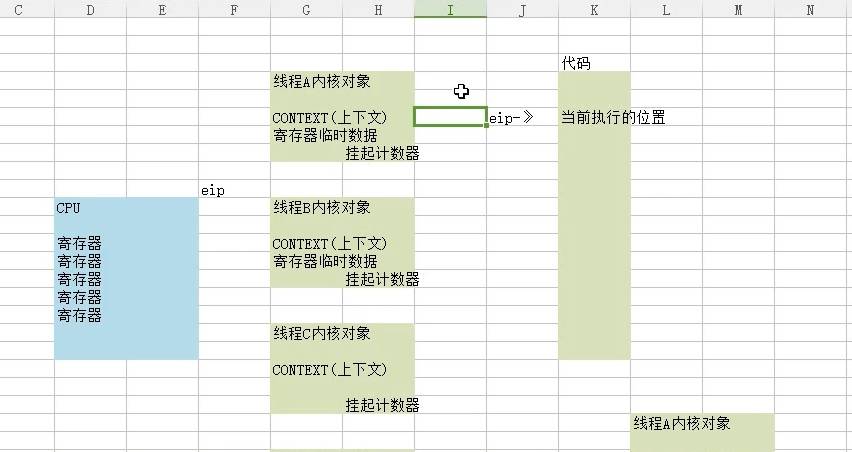 C D E F G H I J K L M N
代码
线程A内核对象
CONTEXT(上下文) eip-》 当前执行的位置
寄存器临时数据
挂起计数器
eip
CPU 线程B内核对象
寄存器 CONTEXT(上下文)
寄存器 寄存器临时数据
寄存器 挂起计数器
寄存器
寄存器 线程C内核对象
CONTEXT(上下文)
挂起计数器
线程A内核对象